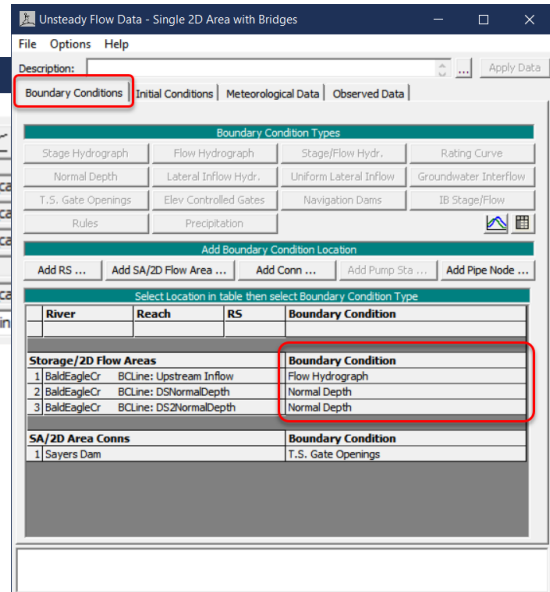 Unsteady Flow Data - Single 2D Area with Bridges
File Options Help
Description: ... Apply Data
Boundary Conditions Initial Conditions Meteorological Data Observed Data
Boundary Condition Types
Stage Hydrograph Flow Hydrograph Stage/Flow Hydr. Rating Curve
Normal Depth Lateral Inflow Hydr. Uniform Lateral Inflow Groundwater Interflow
T.S. Gate Openings Elev Controlled Gates Navigation Dams IB Stage/Flow
Rules Precipitation
Add Boundary Condition Location
Add RS ... Add SA/2D Flow Area ... Add Conn ... Add Pump Sta ... Add Pipe Node ...
Select Location in table then select Boundary Condition Type
River Reach RS Boundary Condition
Storage/2D Flow Areas Boundary Condition
1 BaldEagleCr BCLine: Upstream Inflow Flow Hydrograph
2 BaldEagleCr BCLine: DSNormalDepth Normal Depth
3 BaldEagleCr BCLine: DS2NormalDepth Normal Depth
SA/2D Area Conns Boundary Condition
1 Sayers Dam T.S. Gate Openings